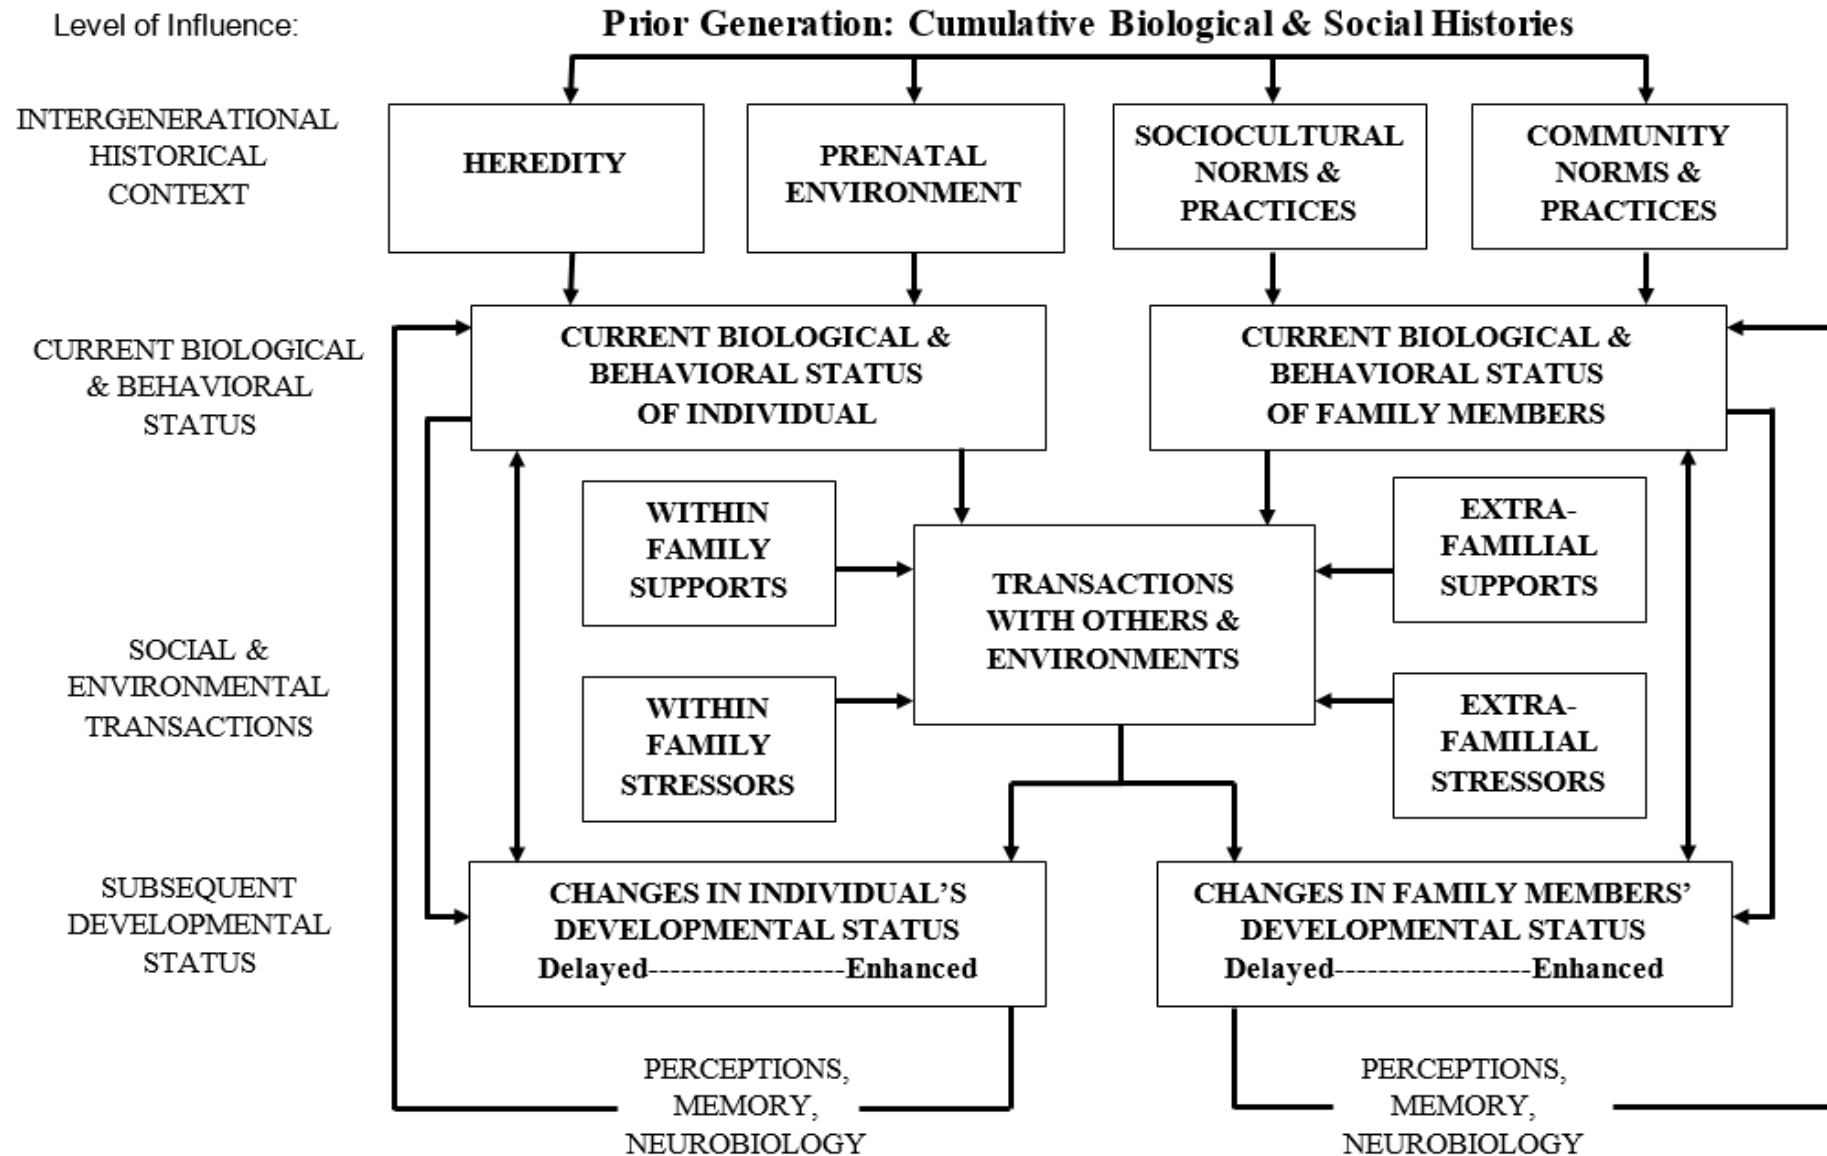 Level of Influence:
Prior Generation: Cumulative Biological & Social Histories
INTERGENERATIONAL
HISTORICAL
CONTEXT
HEREDITY
PRENATAL
ENVIRONMENT
SOCIOCULTURAL
NORMS &
PRACTICES
COMMUNITY
NORMS &
PRACTICES
CURRENT BIOLOGICAL
& BEHAVIORAL
STATUS
CURRENT BIOLOGICAL &
BEHAVIORAL STATUS
OF INDIVIDUAL
CURRENT BIOLOGICAL &
BEHAVIORAL STATUS
OF FAMILY MEMBERS
SOCIAL &
ENVIRONMENTAL
TRANSACTIONS
WITHIN
FAMILY
SUPPORTS
TRANSACTIONS
WITH OTHERS &
ENVIRONMENTS
EXTRA-
FAMILIAL
SUPPORTS
WITHIN
FAMILY
STRESSORS
EXTRA-
FAMILIAL
STRESSORS
SUBSEQUENT
DEVELOPMENTAL
STATUS
CHANGES IN INDIVIDUAL’S
DEVELOPMENTAL STATUS
Delayed------------------Enhanced
CHANGES IN FAMILY MEMBERS’
DEVELOPMENTAL STATUS
Delayed------------------Enhanced
PERCEPTIONS,
MEMORY,
NEUROBIOLOGY
PERCEPTIONS,
MEMORY,
NEUROBIOLOGY